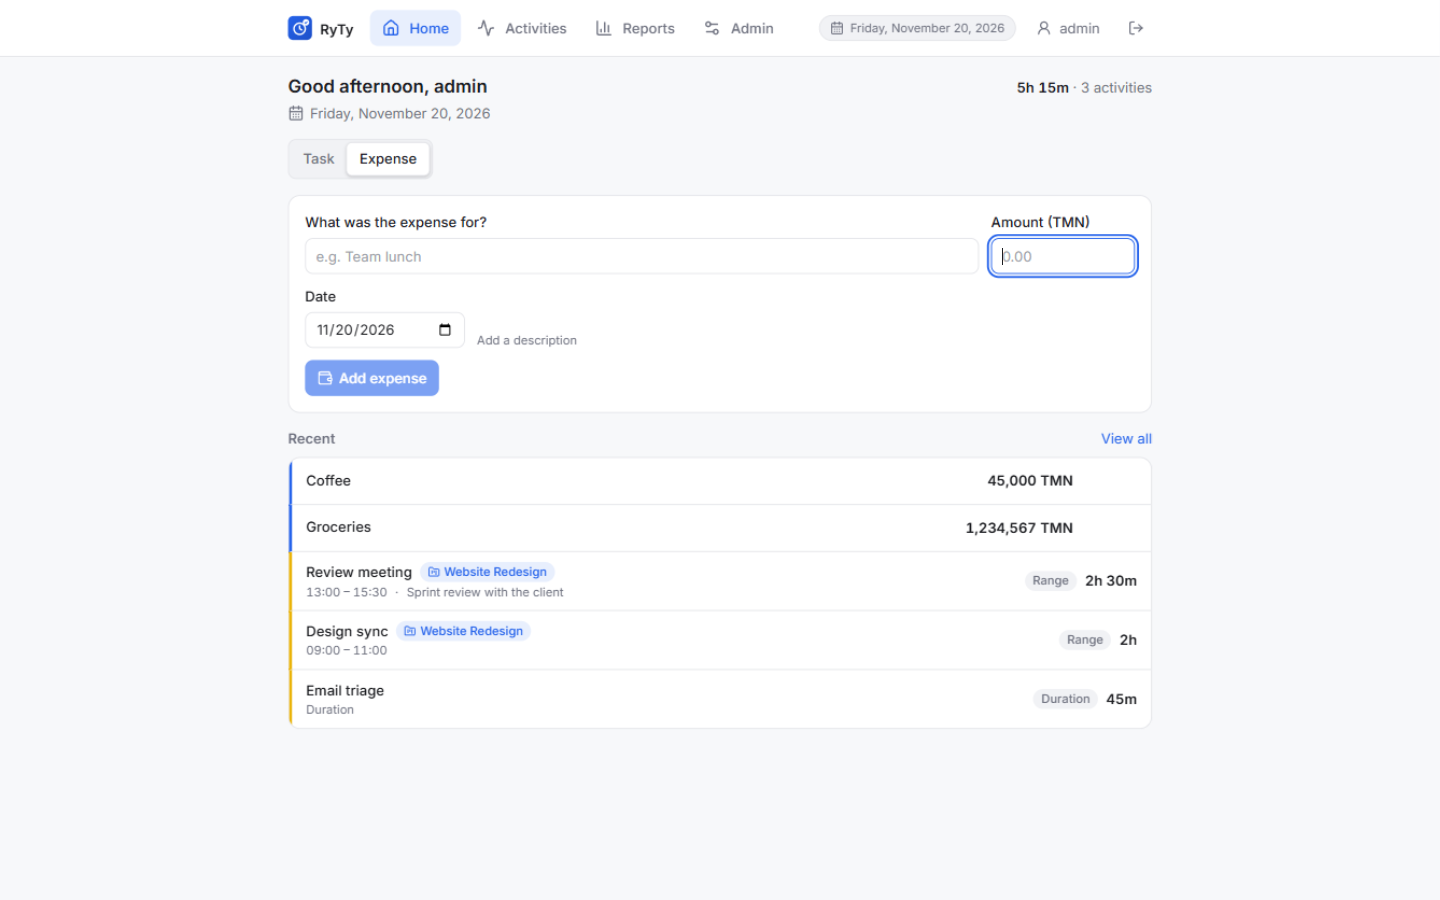 RyTy Home Activities Reports Admin Friday, November 20, 2026 admin
Good afternoon, admin
5h 15m · 3 activities
Friday, November 20, 2026
Task Expense
What was the expense for? Amount (TMN)
e.g. Team lunch 0.00
Date
11/20/2026 Add a description
Add expense
Recent View all
Coffee 45,000 TMN
Groceries 1,234,567 TMN
Review meeting Website Redesign
13:00 – 15:30 · Sprint review with the client
Range 2h 30m
Design sync Website Redesign
09:00 – 11:00
Range 2h
Email triage
Duration
Duration 45m